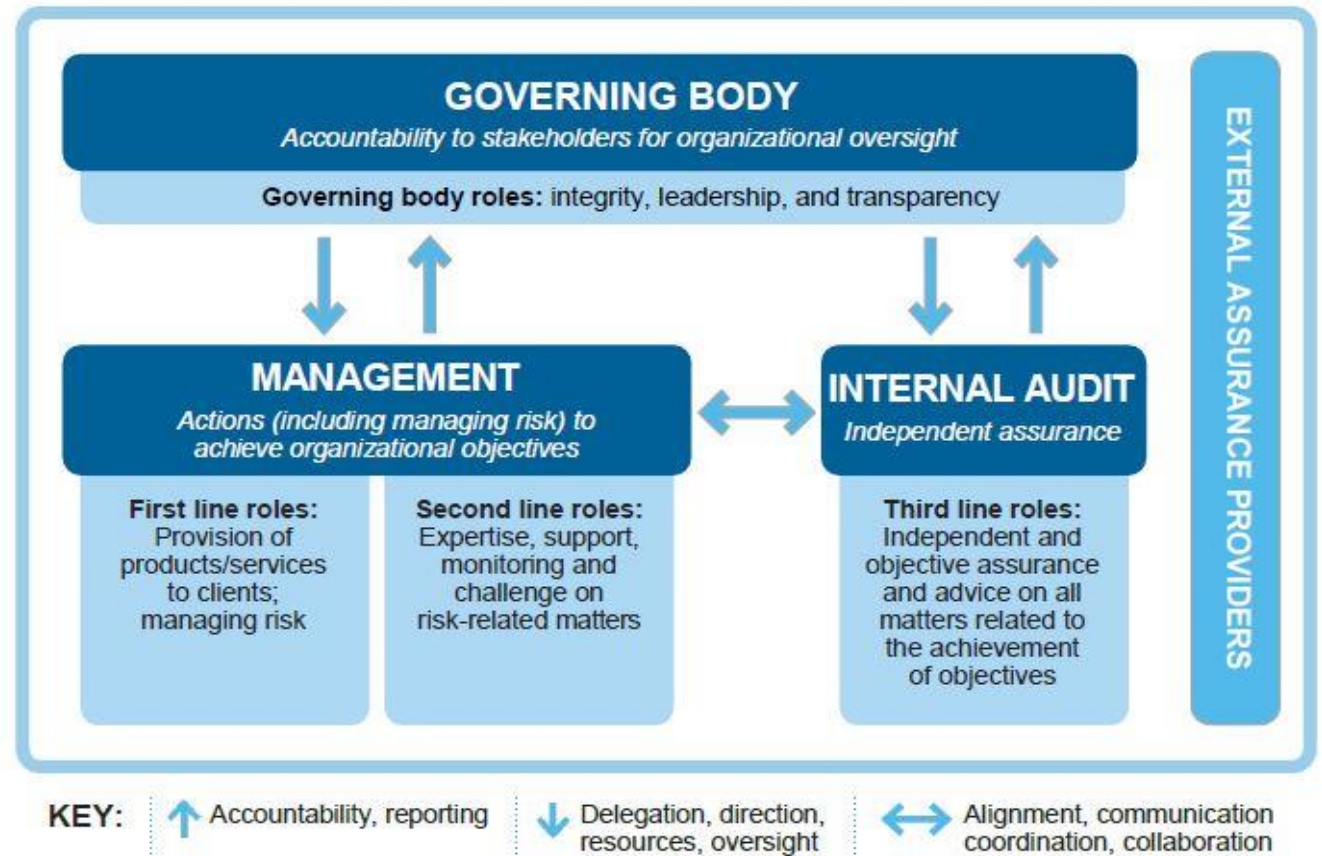 GOVERNING BODY
Accountability to stakeholders for organizational oversight
Governing body roles: integrity, leadership, and transparency
MANAGEMENT
Actions (including managing risk) to
achieve organizational objectives
First line roles:
Provision of
products/services
to clients;
managing risk
Second line roles:
Expertise, support,
monitoring and
challenge on
risk-related matters
INTERNAL AUDIT
Independent assurance
Third line roles:
Independent and
objective assurance
and advice on all
matters related to
the achievement
of objectives
EXTERNAL ASSURANCE PROVIDERS
KEY:
Accountability, reporting
Delegation, direction,
resources, oversight
Alignment, communication
coordination, collaboration